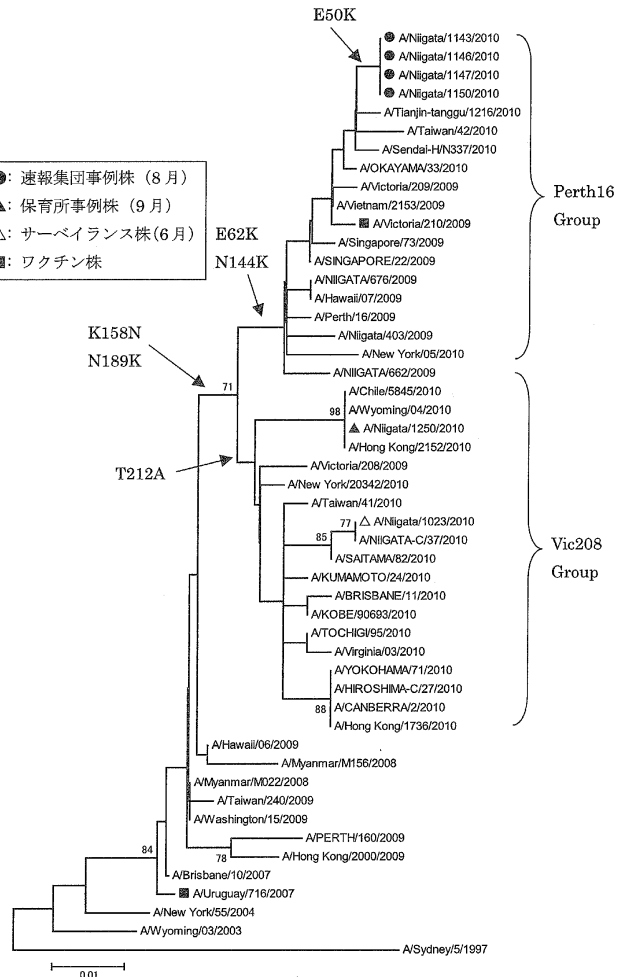 E50K
A/Niigata/1143/2010
A/Niigata/1146/2010
A/Niigata/1147/2010
A/Niigata/1150/2010
A/Tianjin-tanggu/1216/2010
A/Taiwan/42/2010
A/Sendai-H/N337/2010
A/OKAYAMA/33/2010
A/Victoria/209/2009
A/Vietnam/2153/2009
A/Victoria/210/2009
A/Singapore/73/2009
A/SINGAPORE/22/2009
A/NIIGATA/676/2009
A/Hawaii/07/2009
A/Perth/16/2009
A/Niigata/403/2009
A/New York/05/2010
Perth16
Group
●: 速報集団事例株 (8月)
▲: 保育所事例株 (9月)
△: サーベイランス株(6月)
■: ワクチン株
E62K
N144K
K158N
N189K
71
T212A
A/NIIGATA/662/2009
A/Chile/5845/2010
98
A/Wyoming/04/2010
A/Niigata/1250/2010
A/Hong Kong/2152/2010
A/Victoria/208/2009
A/New York/20342/2010
A/Taiwan/41/2010
77
A/Niigata/1023/2010
85
A/NIIGATA-C/37/2010
A/SAITAMA/82/2010
A/KUMAMOTO/24/2010
A/BRISBANE/11/2010
A/KOBE/90693/2010
A/TOCHIGI/95/2010
A/Virginia/03/2010
A/YOKOHAMA/71/2010
A/HIROSHIMA-C/27/2010
88
A/CANBERRA/2/2010
A/Hong Kong/1736/2010
Vic208
Group
A/Hawaii/06/2009
A/Myanmar/M156/2008
A/Myanmar/M022/2008
A/Taiwan/240/2009
A/Washington/15/2009
A/PERTH/160/2009
78
A/Hong Kong/2000/2009
84
A/Brisbane/10/2007
A/Uruguay/716/2007
A/New York/55/2004
A/Wyoming/03/2003
A/Sydney/5/1997
0.01